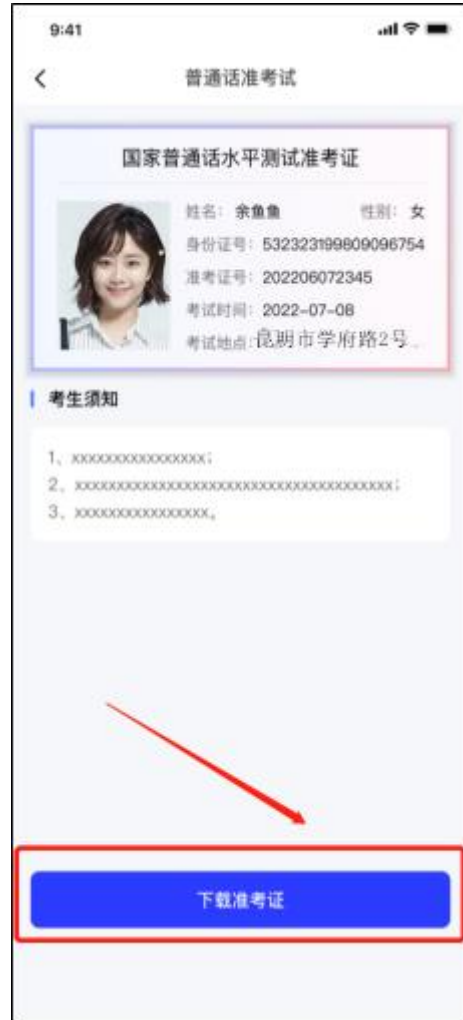 9:41
普通话准考试
国家普通话水平测试准考证
姓名: 余鱼鱼 性别: 女
身份证号: 532323199809096754
准考证号: 202206072345
考试时间: 2022-07-08
考试地点: 昆明市学府路2号
考生须知
1、xxxxxxxxxxxxxxxx;
2、xxxxxxxxxxxxxxxxxxxxxxxxxxxxxxxxxxxxxx;
3、xxxxxxxxxxxxxxxx。
下载准考证